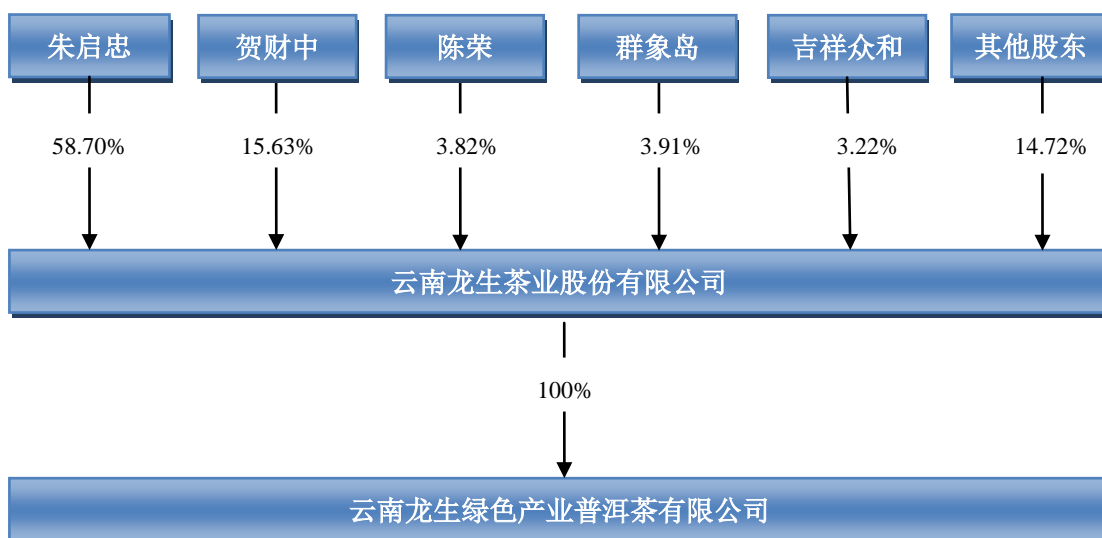 朱启忠 贺财中 陈荣 群象岛 吉祥众和 其他股东
58.70% 15.63% 3.82% 3.91% 3.22% 14.72%
云南龙生茶业股份有限公司
100%
云南龙生绿色产业普洱茶有限公司